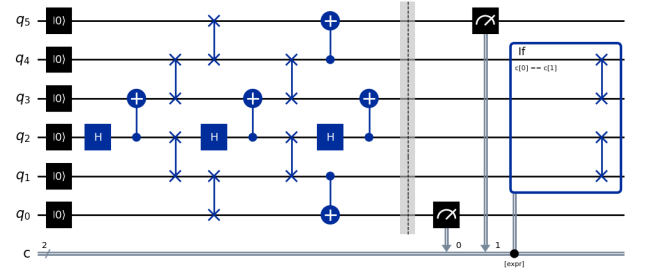 q₅ |0⟩
q₄ |0⟩ If
c[0] == c[1]
q₃ |0⟩
q₂ |0⟩ H H H
q₁ |0⟩
q₀ |0⟩
c 2 0 1
[expr]